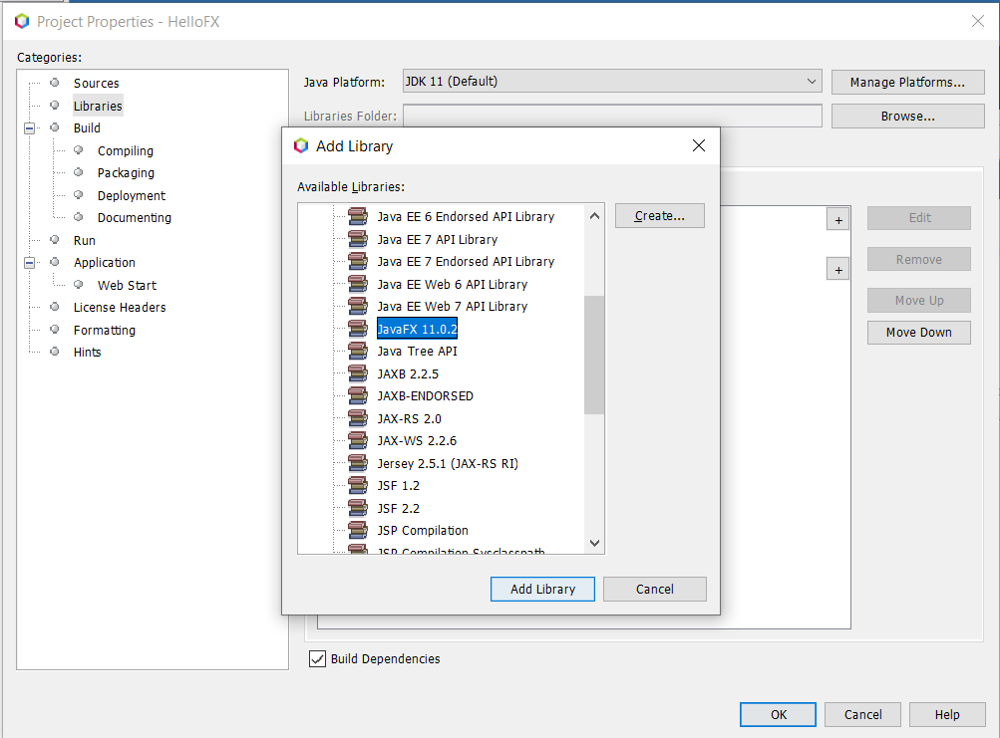 Project Properties - HelloFX
Categories:
Sources
Libraries
Build
Compiling
Packaging
Deployment
Documenting
Run
Application
Web Start
License Headers
Formatting
Hints
Java Platform:
JDK 11 (Default)
Manage Platforms...
Libraries Folder:
Browse...
+
+
Edit
Remove
Move Up
Move Down
Add Library
Available Libraries:
Java EE 6 Endorsed API Library
Java EE 7 API Library
Java EE 7 Endorsed API Library
Java EE Web 6 API Library
Java EE Web 7 API Library
JavaFX 11.0.2
Java Tree API
JAXB 2.2.5
JAXB-ENDORSED
JAX-RS 2.0
JAX-WS 2.2.6
Jersey 2.5.1 (JAX-RS RI)
JSF 1.2
JSF 2.2
JSP Compilation
JSP Compilation Sysclasspath
Create...
Add Library
Cancel
Build Dependencies
OK
Cancel
Help